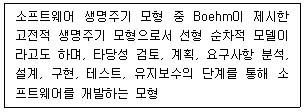 소프트웨어 생명주기 모형 중 Boehm이 제시한
고전적 생명주기 모형으로서 선형 순차적 모델이
라고도 하며, 타당성 검토, 계획, 요구사항 분석,
설계, 구현, 테스트, 유지보수의 단계를 통해 소
프트웨어를 개발하는 모형